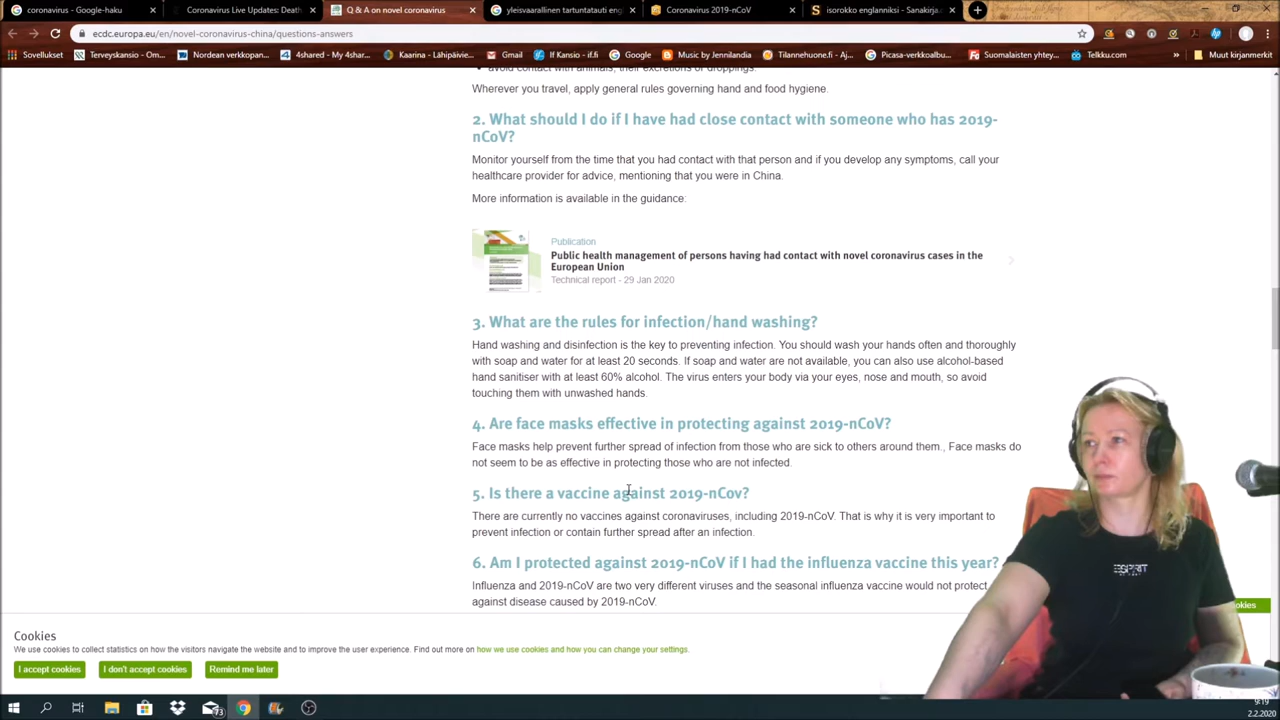 coronavirus - Google-haku
Coronavirus Live Updates: Death
Q & A on novel coronavirus
yleisvaarallinen tartuntatauti eng
Coronavirus 2019-nCoV
isorokko englanniksi - Sanakirja.
ecdc.europa.eu/en/novel-coronavirus-china/questions-answers
Sovellukset
Terveyskansio - O...
Nordean verkkopan...
4shared - My 4shar...
Kaarina - Lähipäivie...
Gmail
If Kansio - if.fi
Google
Music by Jennilandia
Tilannehuone.fi - Aj...
Picasa-verkkoalbu...
Suomalaisten yhtey...
Telkku.com
Muut kirjanmerkit
avoid contact with animals, their excretions or droppings.
Wherever you travel, apply general rules governing hand and food hygiene.
2. What should I do if I have had close contact with someone who has 2019-
nCoV?
Monitor yourself from the time that you had contact with that person and if you develop any symptoms, call your
healthcare provider for advice, mentioning that you were in China.
More information is available in the guidance:
Publication
Public health management of persons having had contact with novel coronavirus cases in the
European Union
Technical report - 29 Jan 2020
3. What are the rules for infection/hand washing?
Hand washing and disinfection is the key to preventing infection. You should wash your hands often and thoroughly
with soap and water for at least 20 seconds. If soap and water are not available, you can also use alcohol-based
hand sanitiser with at least 60% alcohol. The virus enters your body via your eyes, nose and mouth, so avoid
touching them with unwashed hands.
4. Are face masks effective in protecting against 2019-nCoV?
Face masks help prevent further spread of infection from those who are sick to others around them., Face masks do
not seem to be as effective in protecting those who are not infected.
5. Is there a vaccine against 2019-nCov?
There are currently no vaccines against coronaviruses, including 2019-nCoV. That is why it is very important to
prevent infection or contain further spread after an infection.
6. Am I protected against 2019-nCoV if I had the influenza vaccine this year?
Influenza and 2019-nCoV are two very different viruses and the seasonal influenza vaccine would not protect
against disease caused by 2019-nCoV.
ESPRIT
okies
Cookies
We use cookies to collect statistics on how the visitors navigate the website and to improve the user experience. Find out more on how we use cookies and how you can change your settings.
I accept cookies
I don't accept cookies
Remind me later
73
9:19
2.2.2020